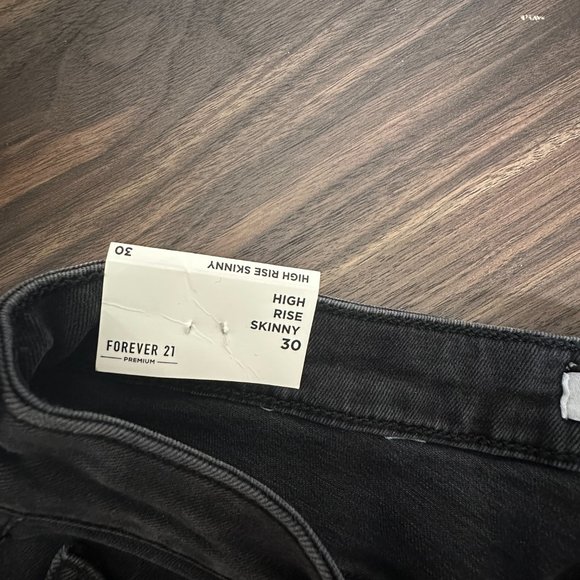 30
HIGH RISE SKINNY
HIGH
RISE
SKINNY
30
FOREVER 21
PREMIUM